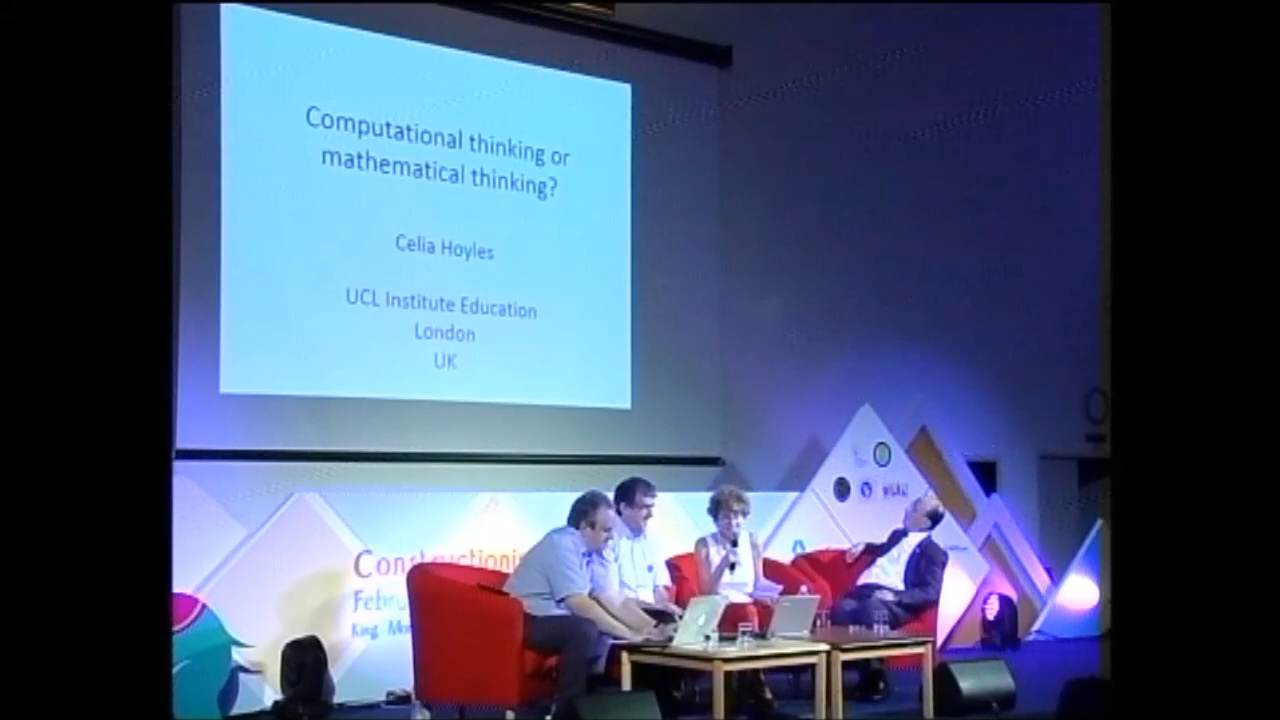 Computational thinking or
mathematical thinking?
Celia Hoyles
UCL Institute Education
London
UK